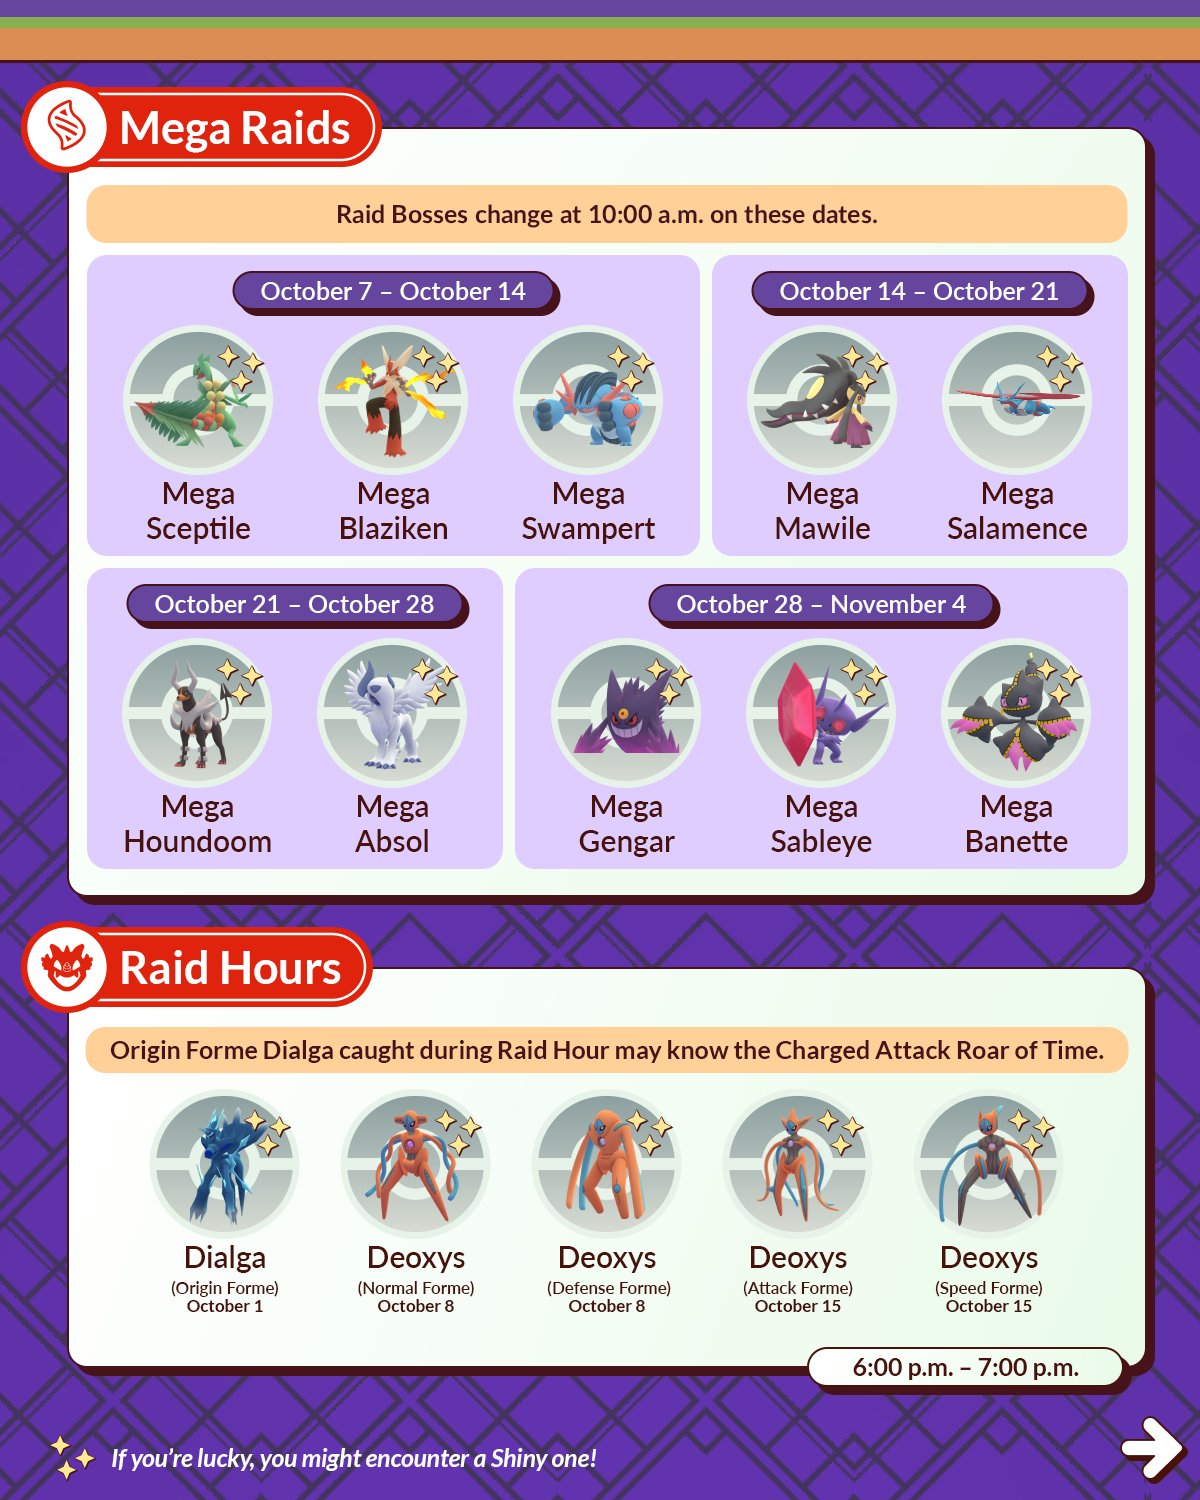 Mega Raids
Raid Bosses change at 10:00 a.m. on these dates.
October 7 – October 14
Mega
Sceptile
Mega
Blaziken
Mega
Swampert
October 14 – October 21
Mega
Mawile
Mega
Salamence
October 21 – October 28
Mega
Houndoom
Mega
Absol
October 28 – November 4
Mega
Gengar
Mega
Sableye
Mega
Banette
Raid Hours
Origin Forme Dialga caught during Raid Hour may know the Charged Attack Roar of Time.
Dialga
(Origin Forme)
October 1
Deoxys
(Normal Forme)
October 8
Deoxys
(Defense Forme)
October 8
Deoxys
(Attack Forme)
October 15
Deoxys
(Speed Forme)
October 15
6:00 p.m. – 7:00 p.m.
If you're lucky, you might encounter a Shiny one!